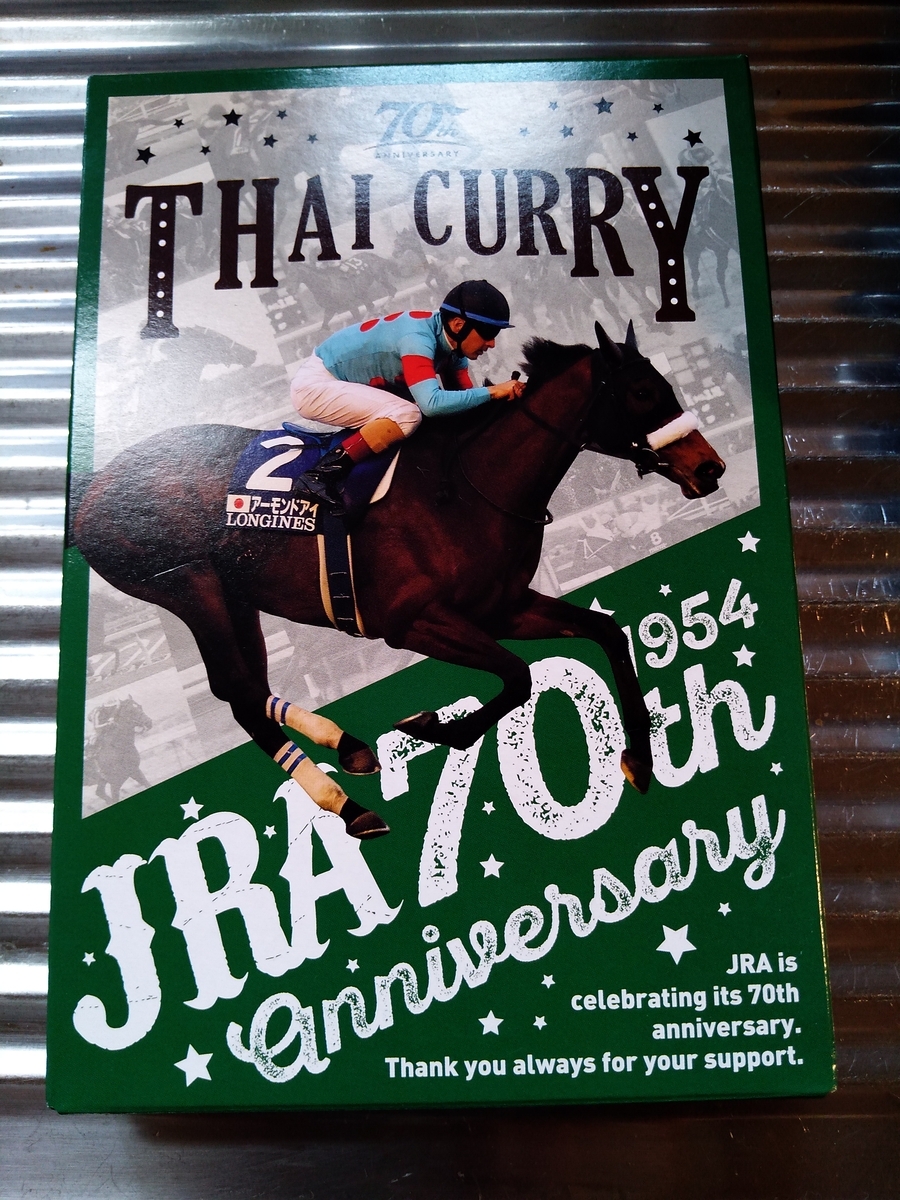 70th
ANNIVERSARY
THAI CURRY
2
アーモンドアイ
LONGINES
8
1954
JRA 70th
Anniversary
JRA is
celebrating its 70th
anniversary.
Thank you always for your support.